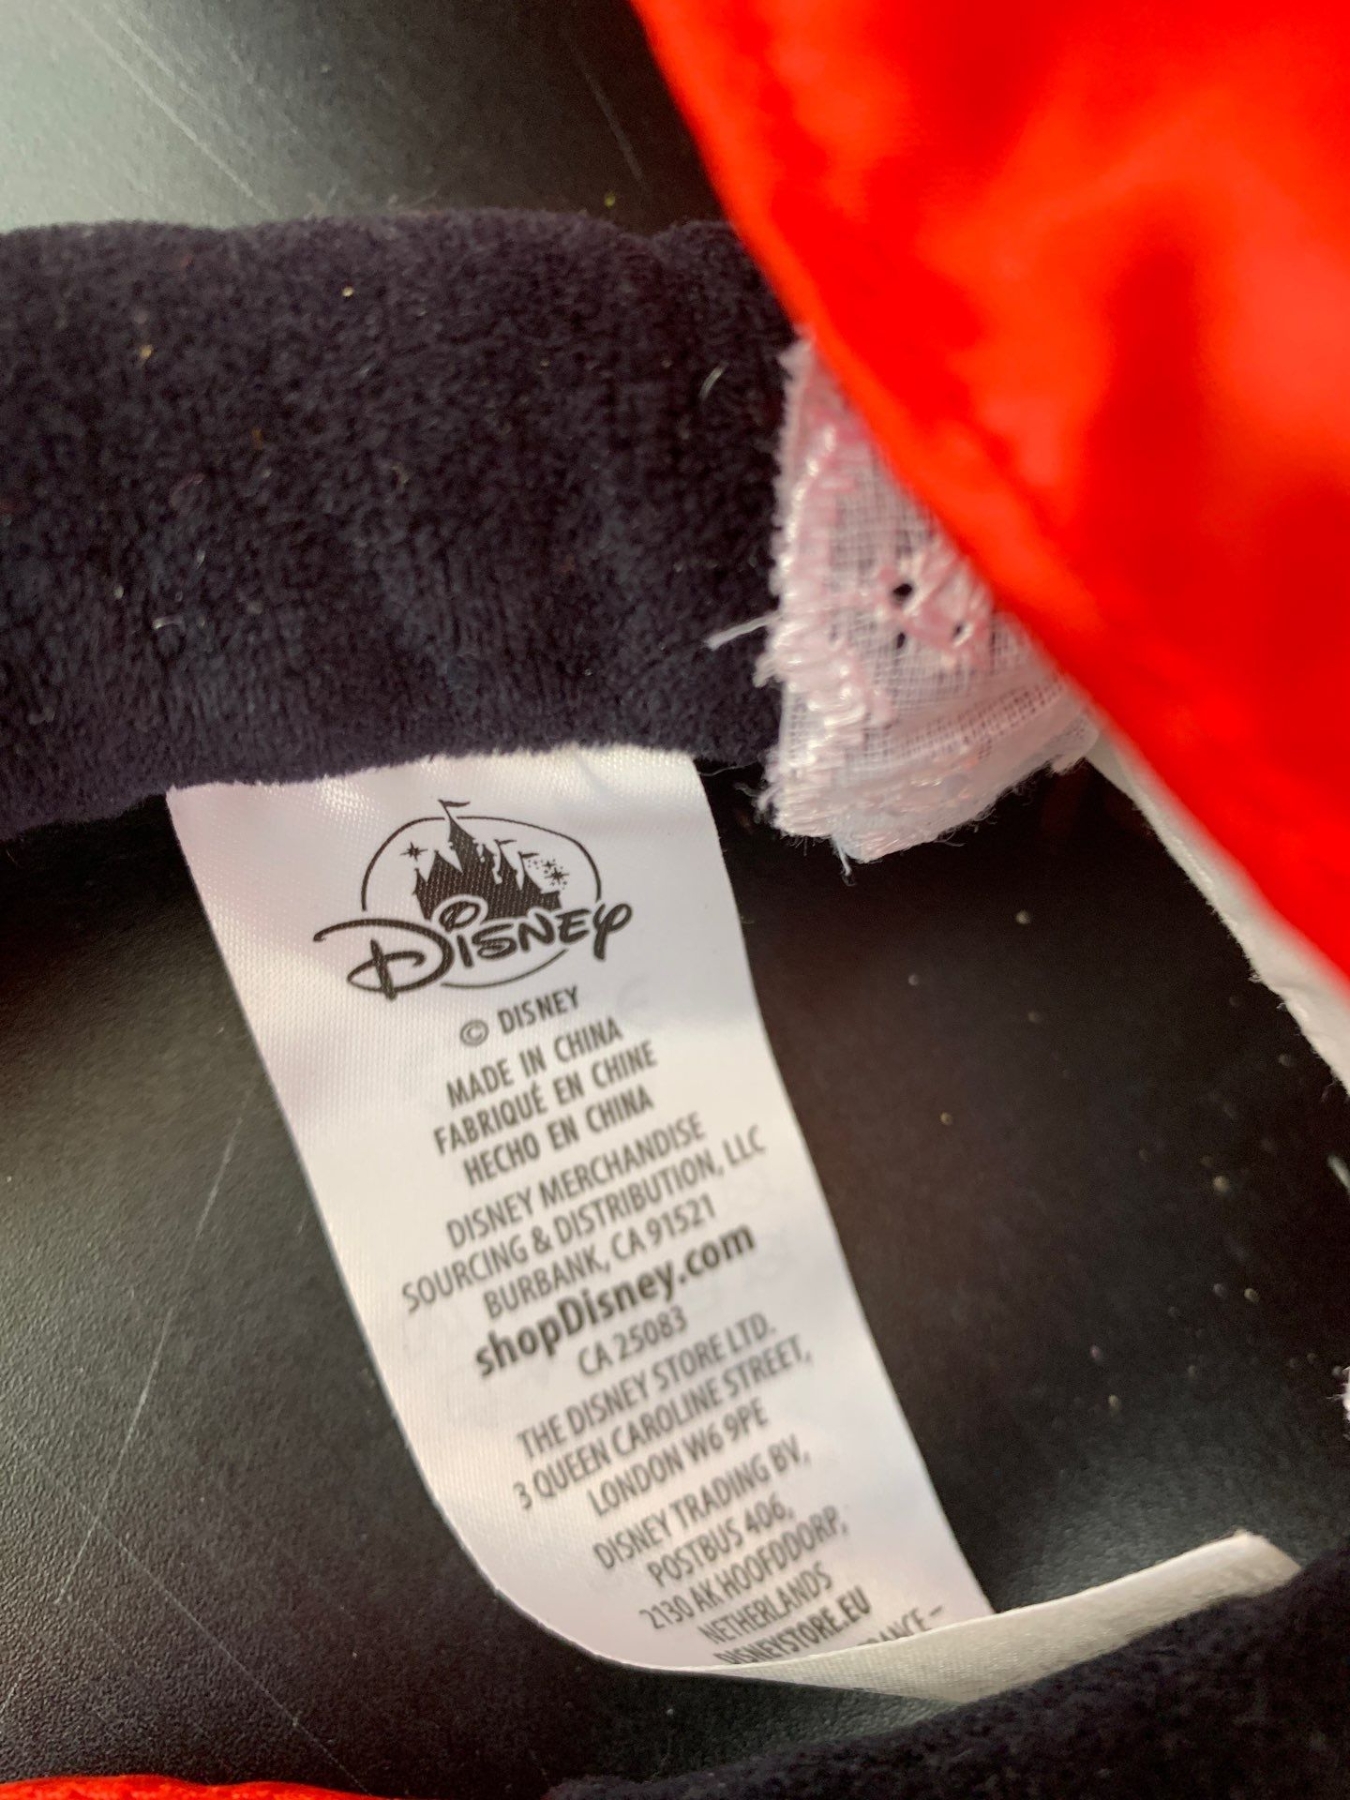 Disney
© DISNEY
MADE IN CHINA
FABRIQUÉ EN CHINE
HECHO EN CHINA
DISNEY MERCHANDISE
SOURCING & DISTRIBUTION, LLC
BURBANK, CA 91521
shopDisney.com
CA 25083
THE DISNEY STORE LTD.
3 QUEEN CAROLINE STREET,
LONDON W6 9PE
DISNEY TRADING BV,
POSTBUS 406,
2130 AK HOOFDDORP,
NETHERLANDS
DISNEYSTORE.EU